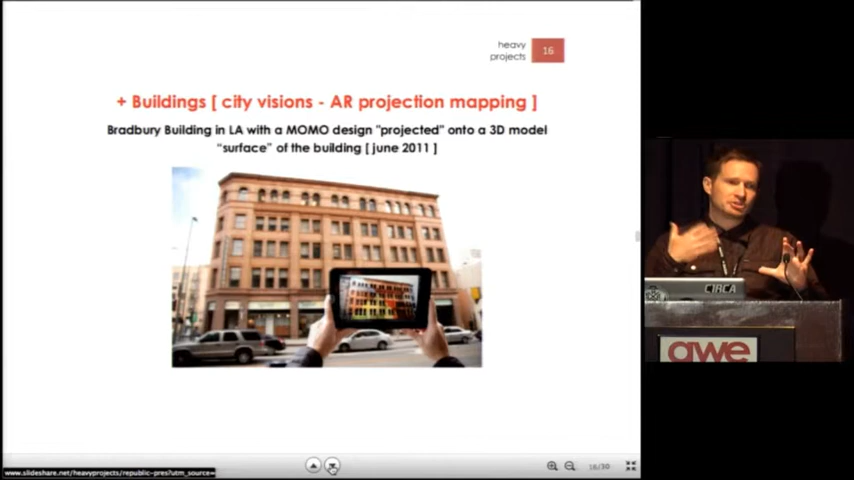 heavy
projects
16
+ Buildings [ city visions - AR projection mapping ]
Bradbury Building in LA with a MOMO design "projected" onto a 3D model
"surface" of the building [ june 2011 ]
CIRCA
awe
www.slideshare.net/heavyprojects/republic-pres?utm_source=
16/30